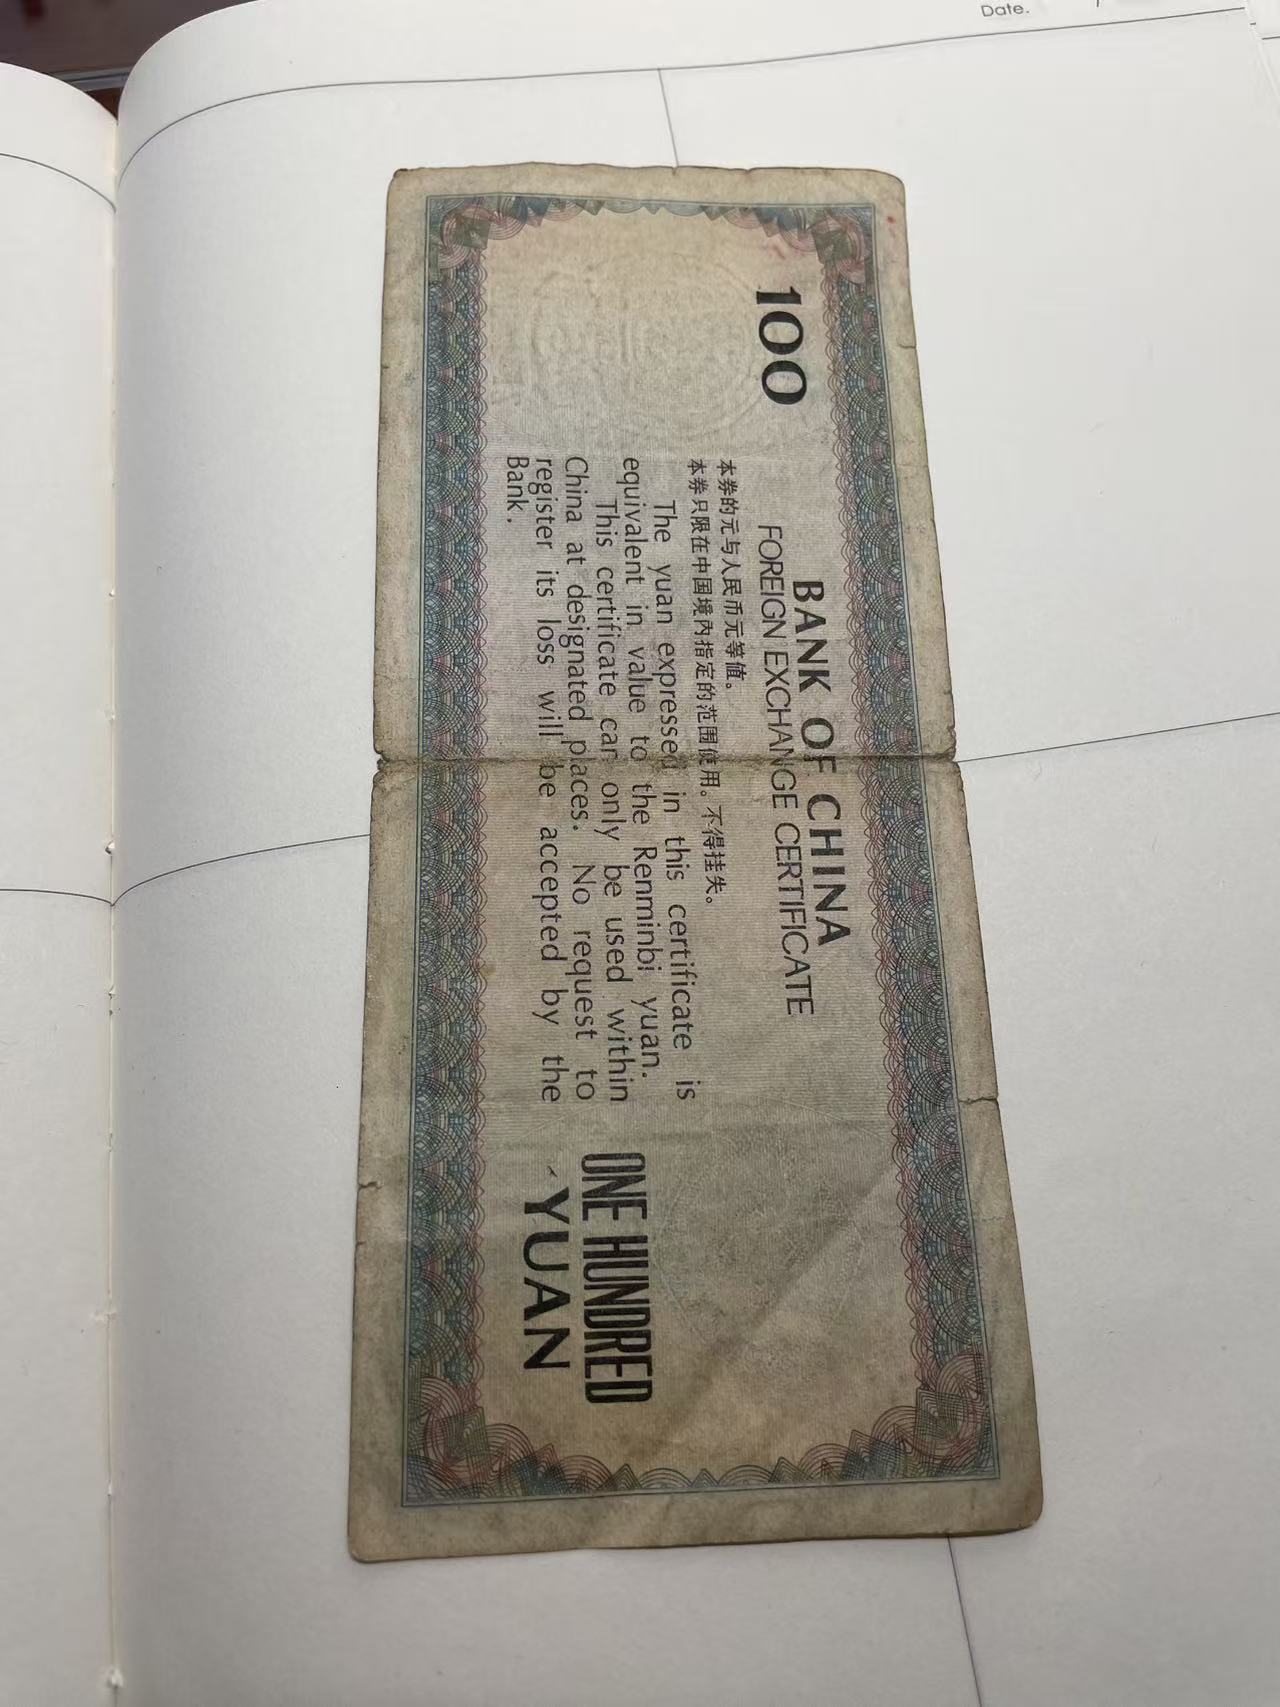 Date.
100
BANK OF CHINA
FOREIGN EXCHANGE CERTIFICATE
本券的元与人民币元等值。
本券只限在中国境内指定的范围使用。不得挂失。
The yuan expressed in this certificate is
equivalent in value to the Renminbi yuan.
This certificate can only be used within
China at designated places. No request to
register its loss will be accepted by the
Bank.
ONE HUNDRED
YUAN